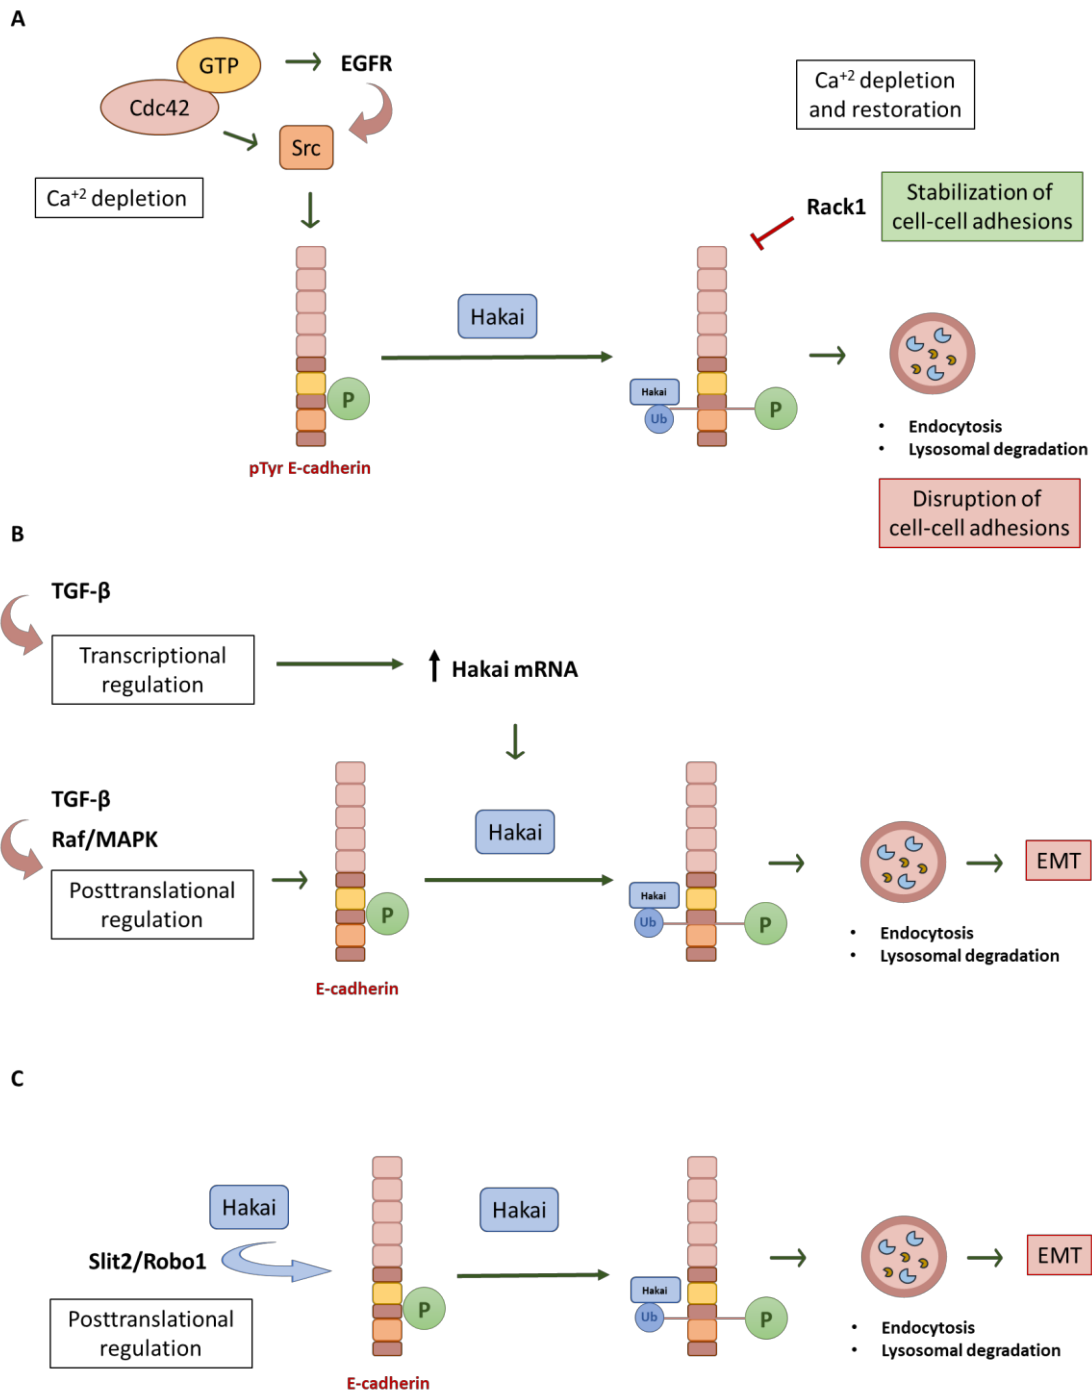 A
GTP
EGFR
Cdc42
Src
Ca+2 depletion
Ca+2 depletion
and restoration
Rack1
Stabilization of
cell-cell adhesions
Hakai
P
Hakai
Ub
P
pTyr E-cadherin
• Endocytosis
• Lysosomal degradation
Disruption of
cell-cell adhesions
B
TGF-β
Transcriptional
regulation
Hakai mRNA
TGF-β
Raf/MAPK
Posttranslational
regulation
Hakai
P
Hakai
Ub
P
EMT
E-cadherin
• Endocytosis
• Lysosomal degradation
C
Hakai
Slit2/Robo1
Posttranslational
regulation
Hakai
P
Hakai
Ub
P
EMT
E-cadherin
• Endocytosis
• Lysosomal degradation